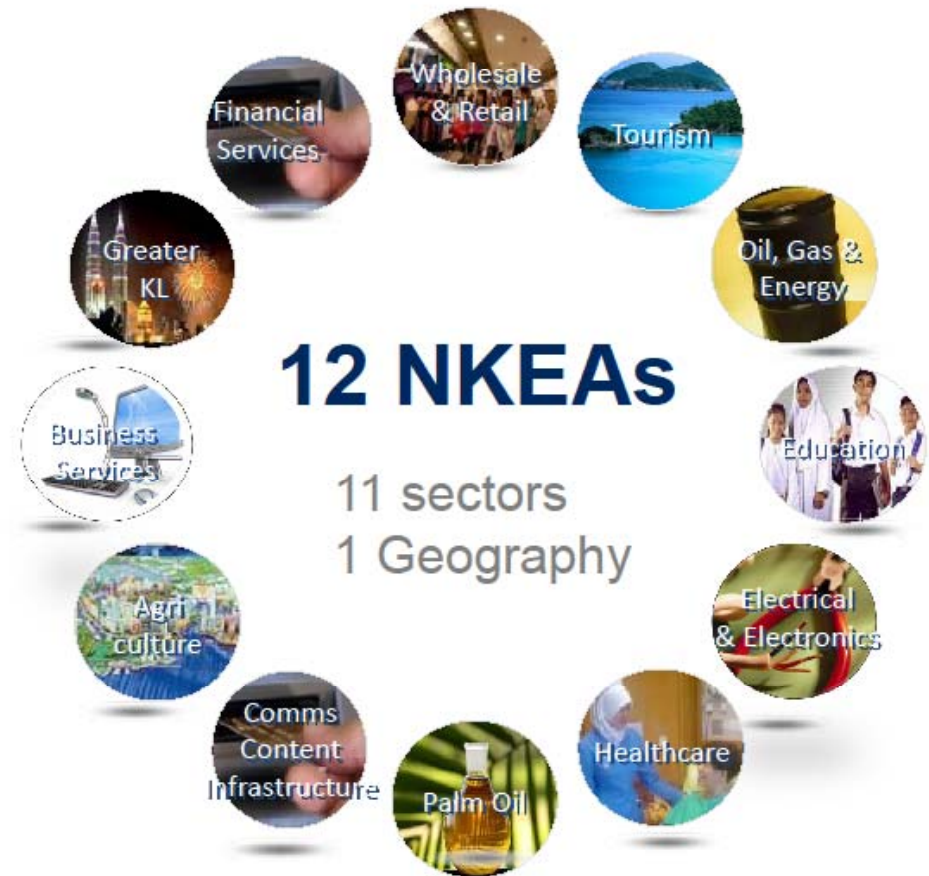 Wholesale
& Retail
Tourism
Oil, Gas &
Energy
Education
Electrical
& Electronics
Healthcare
Palm Oil
Comms
Content
Infrastructure
Agri
culture
Business
Services
Greater
KL
Financial
Services
12 NKEAs
11 sectors
1 Geography